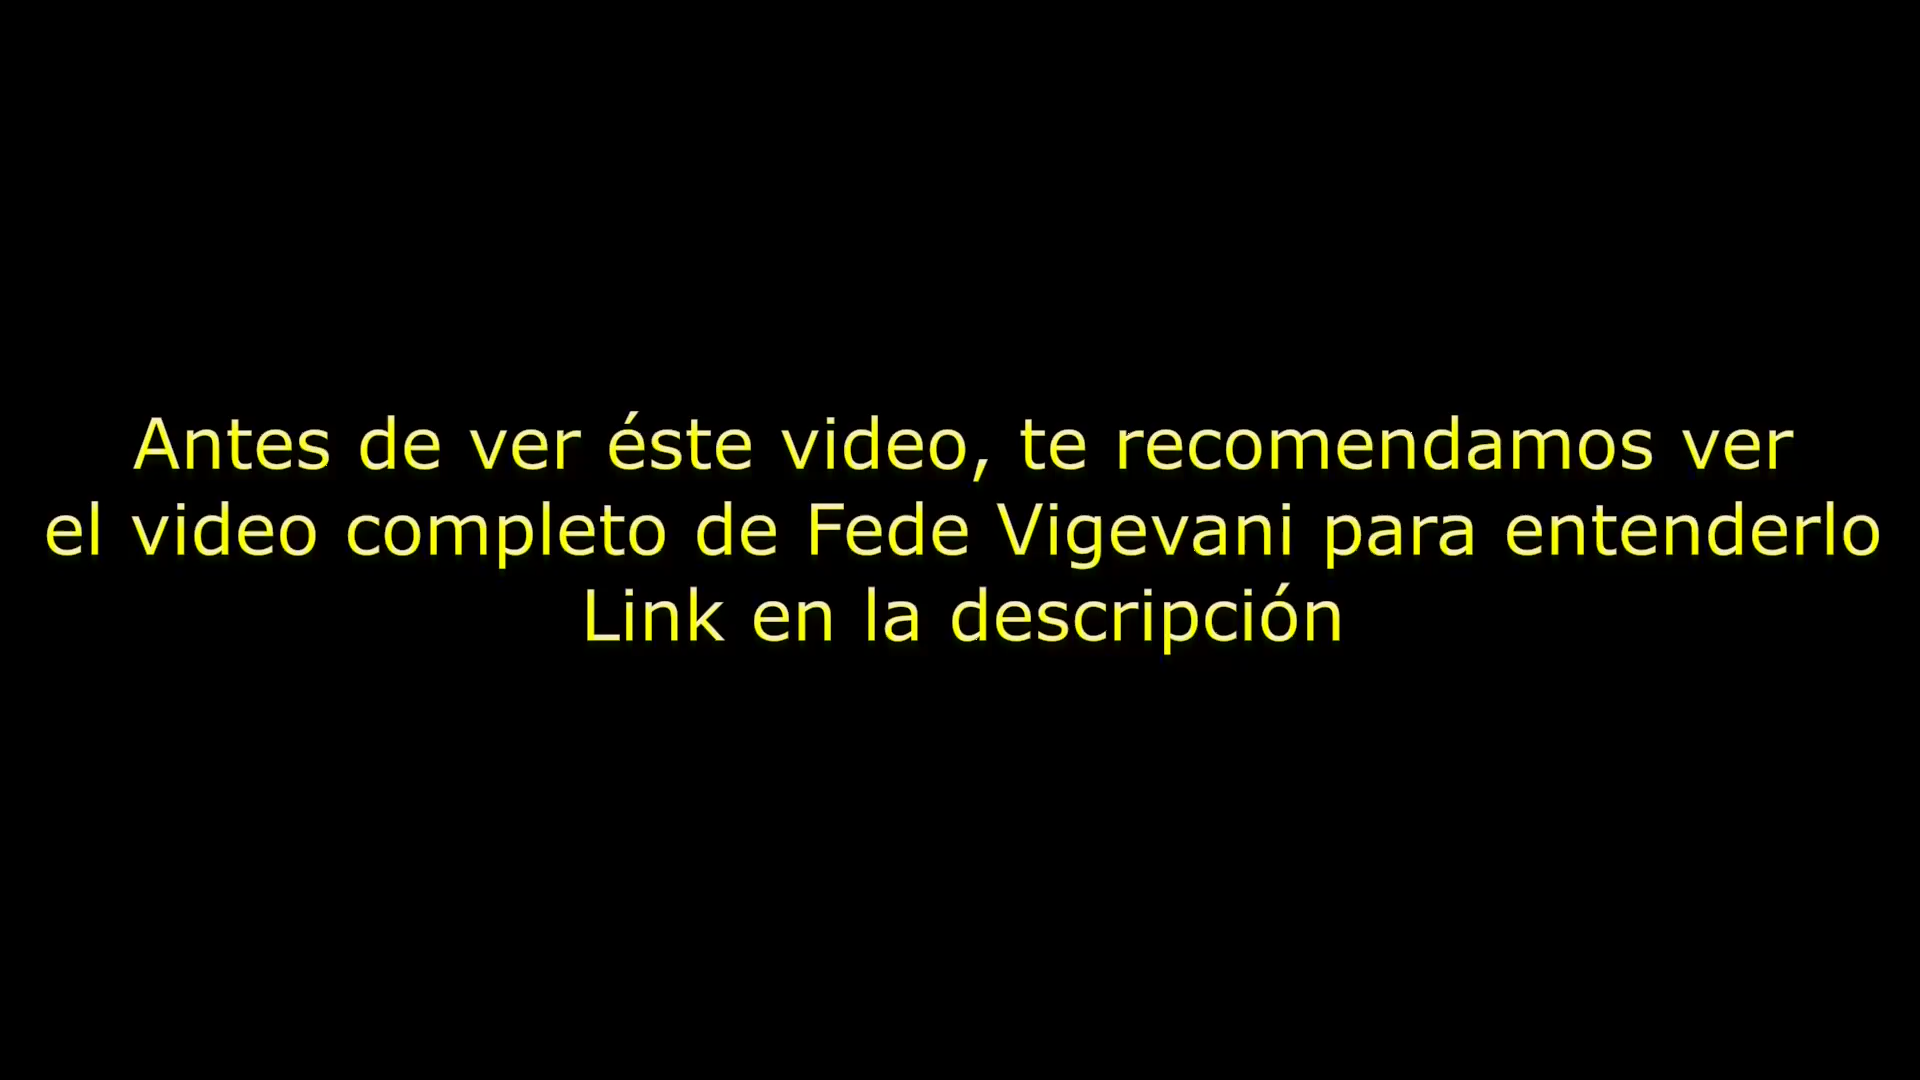 Antes de ver éste video, te recomendamos ver
el video completo de Fede Vigevani para entenderlo
Link en la descripción